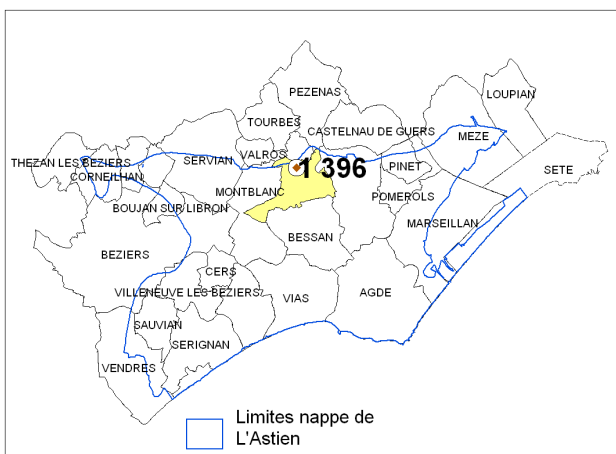 LOUPIAN
PEZENAS
TOURBES
CASTELNAU DE GUERS
MEZE
THEZAN LES BEZIERS
SERVIAN
VALROS
1 396
PINET
SETE
CORNEILHAN
MONTBLANC
POMEROLS
BOUJAN SUR LIBRON
MARSEILLAN
BESSAN
BEZIERS
CERS
VILLENEUVE LES BEZIERS
VIAS
AGDE
SAUVIAN
SERIGNAN
VENDRES
Limites nappe de
L'Astien